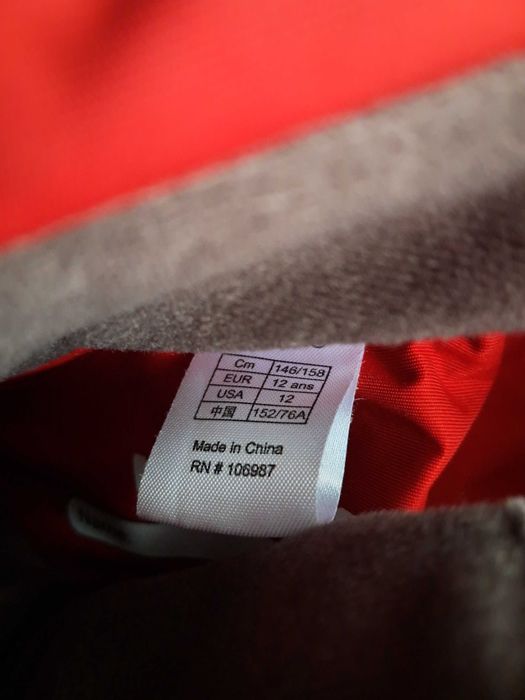 Cm 146/158
EUR 12 ans
USA 12
中国 152/76A
Made in China
RN # 106987